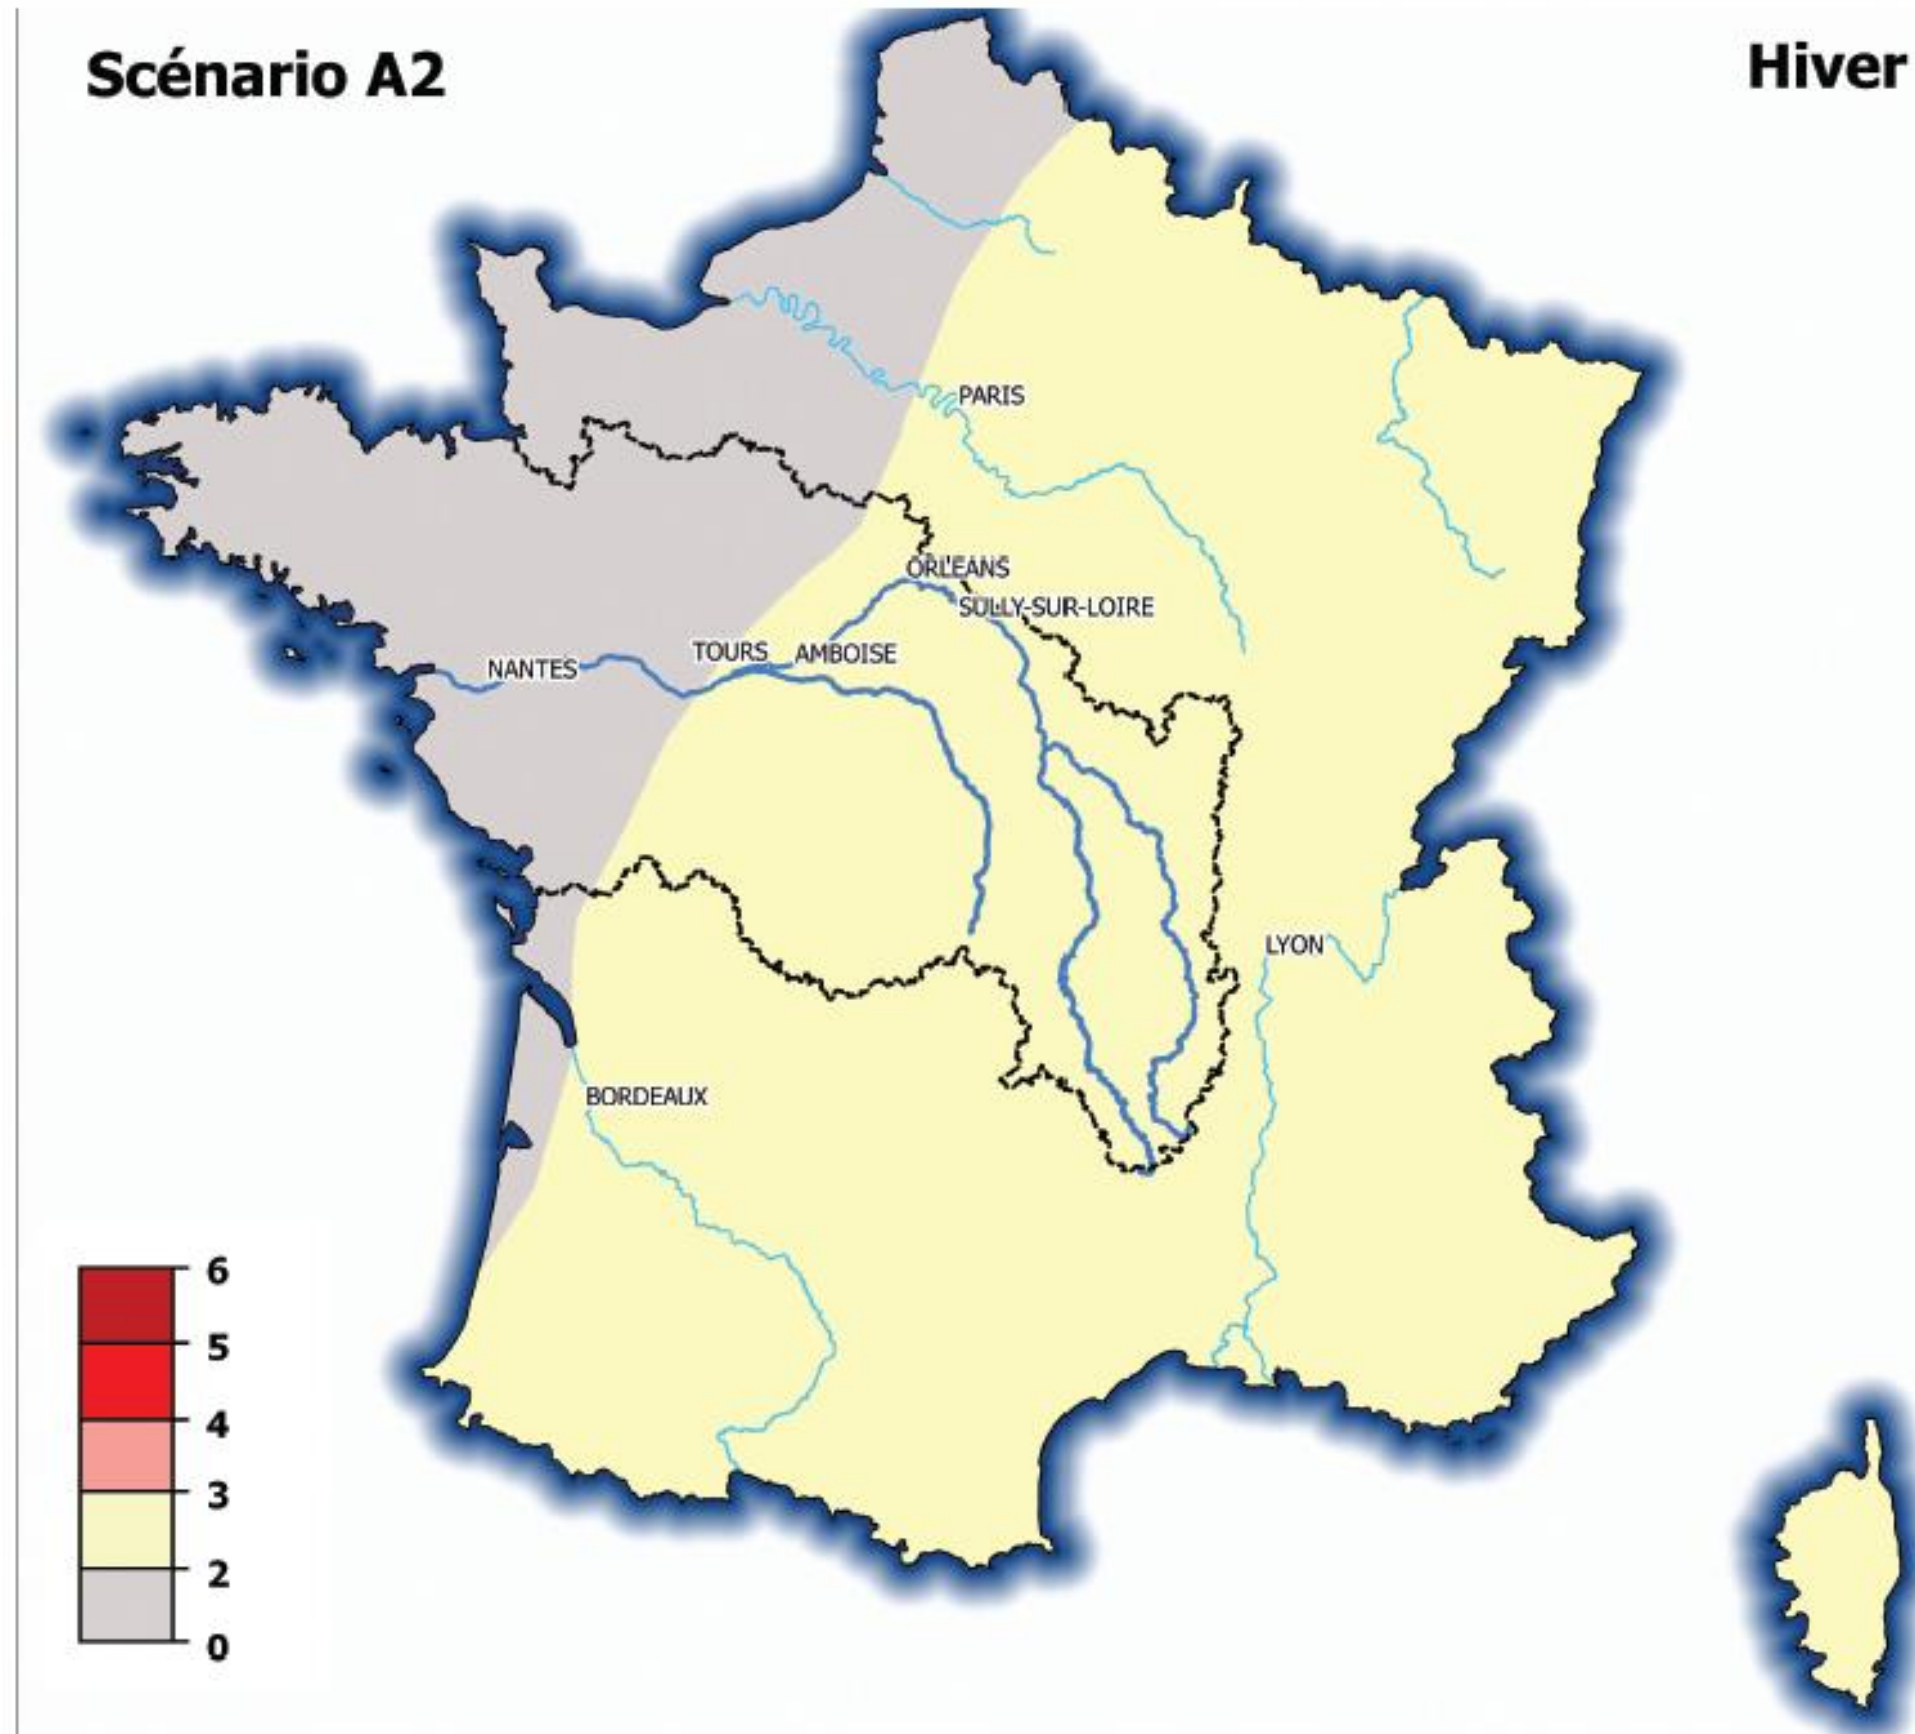 Scénario A2
Hiver
PARIS
ORLEANS
SULLY-SUR-LOIRE
TOURS
AMBOISE
NANTES
LYON
BORDEAUX
6
5
4
3
2
0